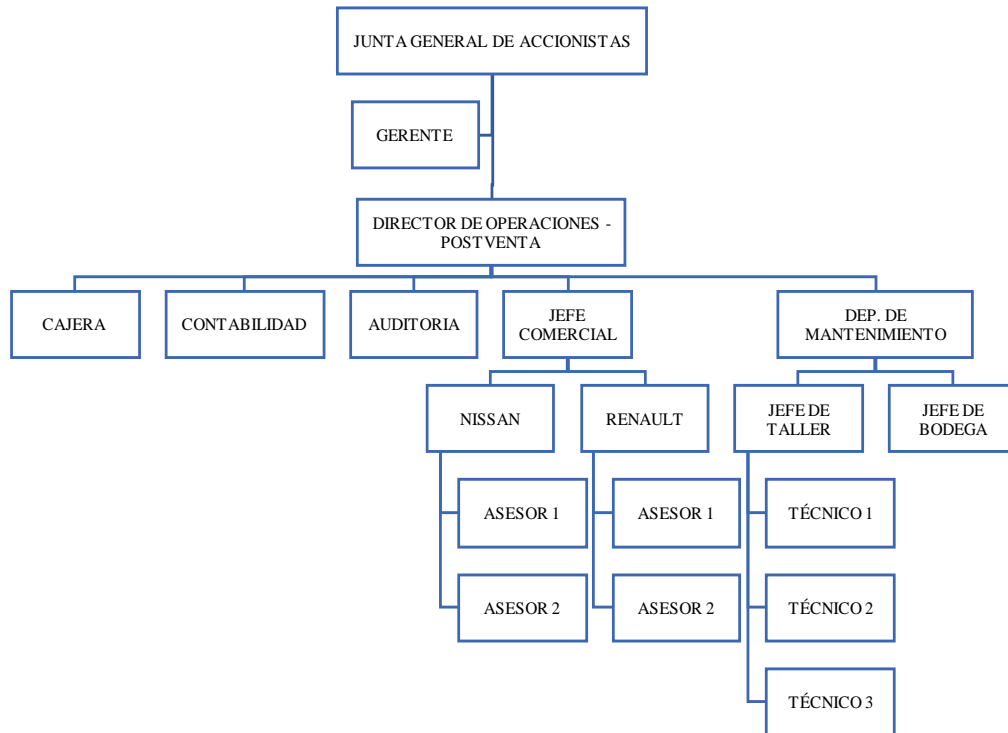 JUNTA GENERAL DE ACCIONISTAS
GERENTE
DIRECTOR DE OPERACIONES -
POSTVENTA
CAJERA
CONTABILIDAD
AUDITORIA
JEFE
COMERCIAL
DEP. DE
MANTENIMIENTO
NISSAN
RENAULT
JEFE DE
TALLER
JEFE DE
BODEGA
ASESOR 1
ASESOR 1
TÉCNICO 1
ASESOR 2
ASESOR 2
TÉCNICO 2
TÉCNICO 3